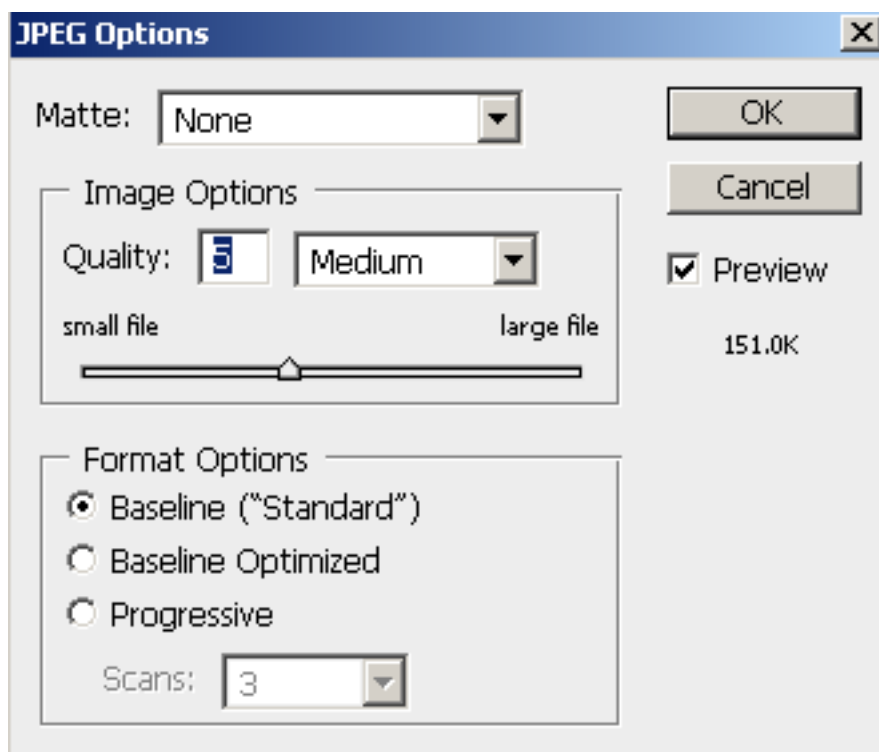 JPEG Options
Matte: None
OK
Cancel
Image Options
Quality: 5 Medium
Preview
small file large file
151.0K
Format Options
Baseline (“Standard”)
Baseline Optimized
Progressive
Scans: 3